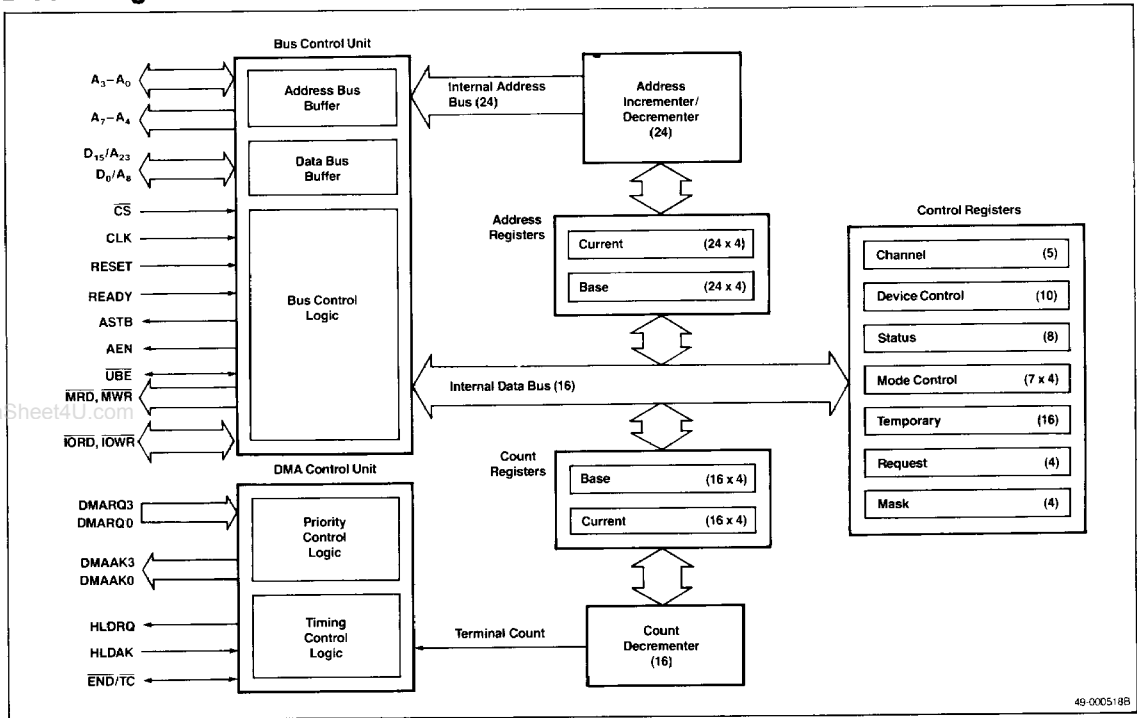 Bus Control Unit
A3–A0
A7–A4
D15/A23
D0/A8
CS
CLK
RESET
READY
ASTB
AEN
UBE
MRD, MWR
Sheet4U.com
IORD, IOWR
Address Bus
Buffer
Data Bus
Buffer
Bus Control
Logic
Internal Address
Bus (24)
Address
Incrementer/
Decrementer
(24)
Address
Registers
Current (24 x 4)
Base (24 x 4)
Internal Data Bus (16)
Control Registers
Channel (5)
Device Control (10)
Status (8)
Mode Control (7 x 4)
Temporary (16)
Request (4)
Mask (4)
Count
Registers
Base (16 x 4)
Current (16 x 4)
DMA Control Unit
DMARQ3
DMARQ0
DMAAK3
DMAAK0
HLDRQ
HLDAK
END/TC
Priority
Control
Logic
Timing
Control
Logic
Terminal Count
Count
Decrementer
(16)
49-000518B